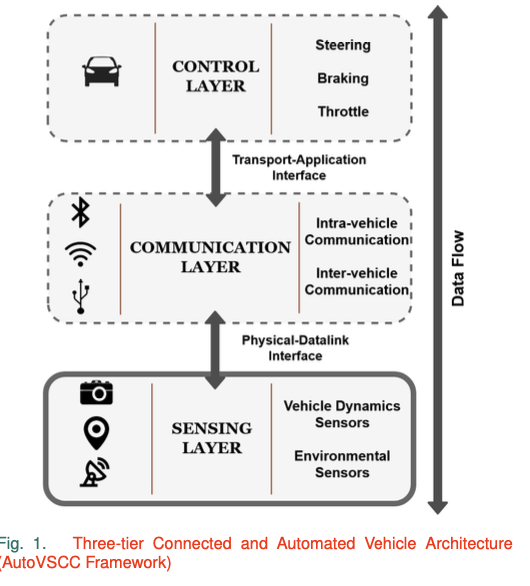 CONTROL
LAYER
Steering
Braking
Throttle
Transport-Application
Interface
COMMUNICATION
LAYER
Intra-vehicle
Communication
Inter-vehicle
Communication
Physical-Datalink
Interface
SENSING
LAYER
Vehicle Dynamics
Sensors
Environmental
Sensors
Data Flow
Fig. 1. Three-tier Connected and Automated Vehicle Architecture
(AutoVSCC Framework)